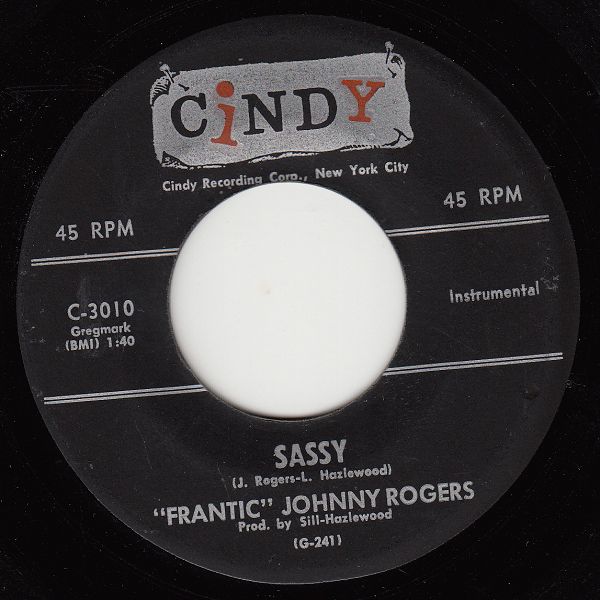 CiNDY
Cindy Recording Corp., New York City
45 RPM
45 RPM
C-3010
Gregmark
(BMI) 1:40
Instrumental
SASSY
(J. Rogers-L. Hazlewood)
"FRANTIC" JOHNNY ROGERS
Prod. by Sill-Hazlewood
(G-241)